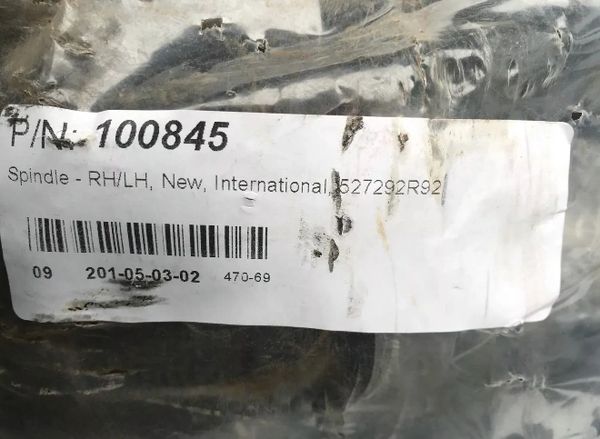 P/N: 100845
Spindle - RH/LH, New, International, 527292R92
09 201-05-03-02 470-69